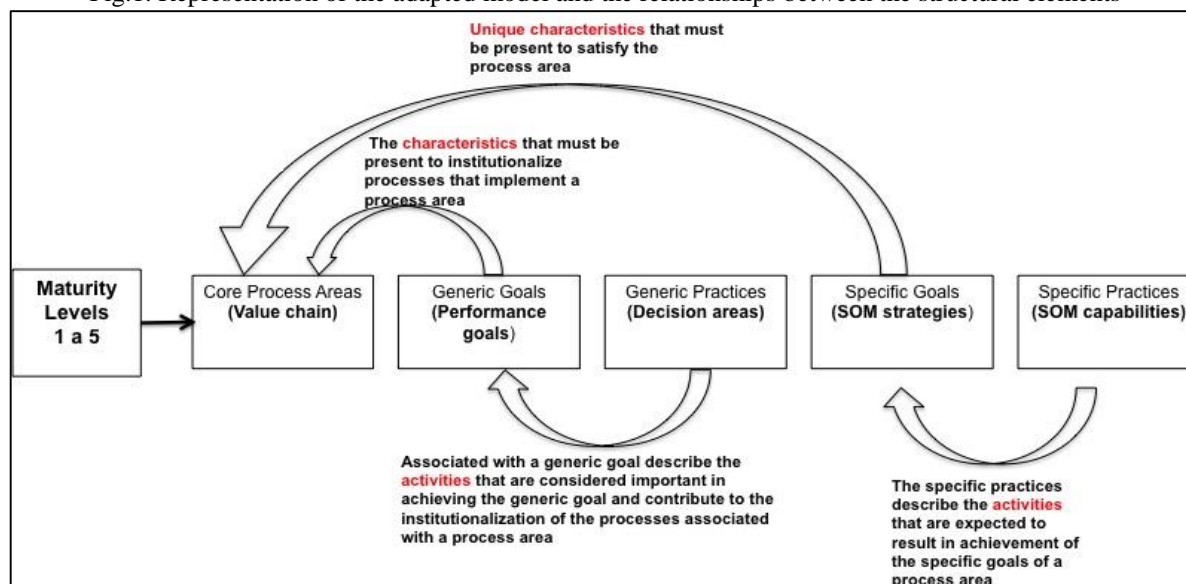 Fig.1. Representation of the adapted model and the relationships between the structural elements
Unique characteristics that must
be present to satisfy the
process area
The characteristics that must be
present to institutionalize
processes that implement a
process area
Maturity
Levels
1 a 5
Core Process Areas
(Value chain)
Generic Goals
(Performance
goals)
Generic Practices
(Decision areas)
Specific Goals
(SOM strategies)
Specific Practices
(SOM capabilities)
Associated with a generic goal describe the
activities that are considered important in
achieving the generic goal and contribute to the
institutionalization of the processes associated
with a process area
The specific practices
describe the activities
that are expected to
result in achievement of
the specific goals of a
process area